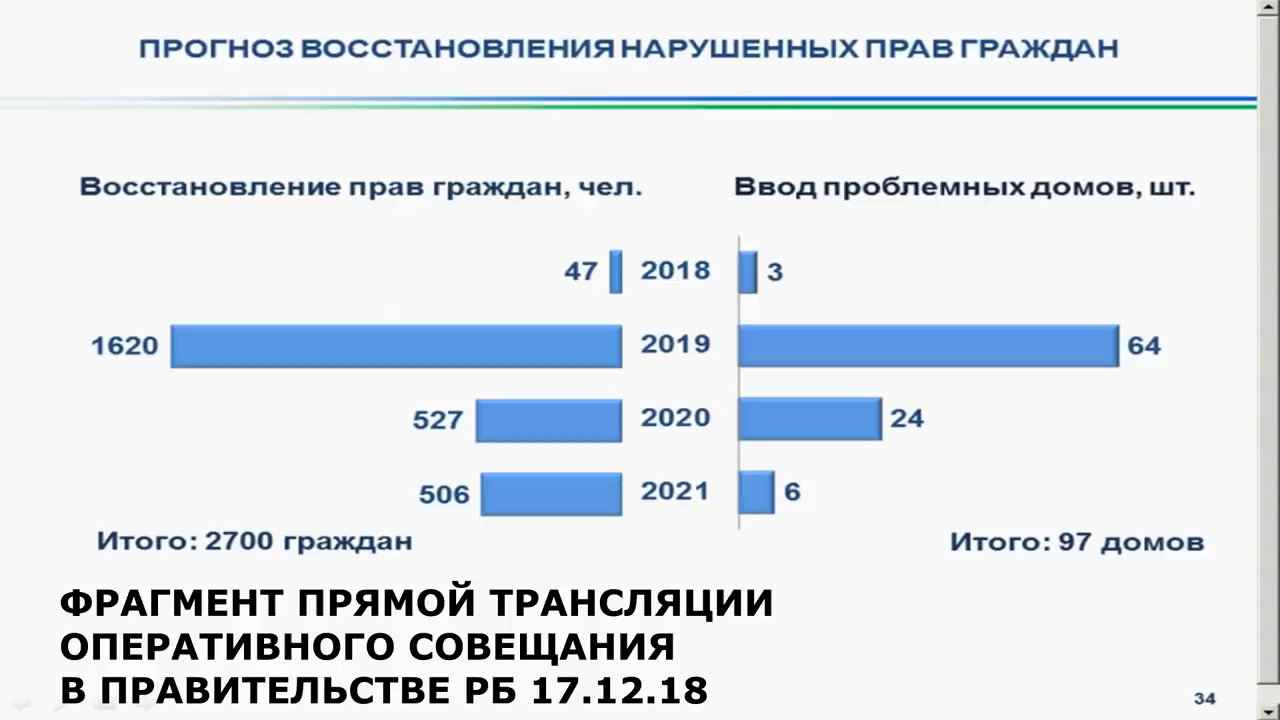 ПРОГНОЗ ВОССТАНОВЛЕНИЯ НАРУШЕННЫХ ПРАВ ГРАЖДАН
Восстановление прав граждан, чел.
Ввод проблемных домов, шт.
47 2018 3
1620 2019 64
527 2020 24
506 2021 6
Итого: 2700 граждан
Итого: 97 домов
ФРАГМЕНТ ПРЯМОЙ ТРАНСЛЯЦИИ
ОПЕРАТИВНОГО СОВЕЩАНИЯ
В ПРАВИТЕЛЬСТВЕ РБ 17.12.18
34